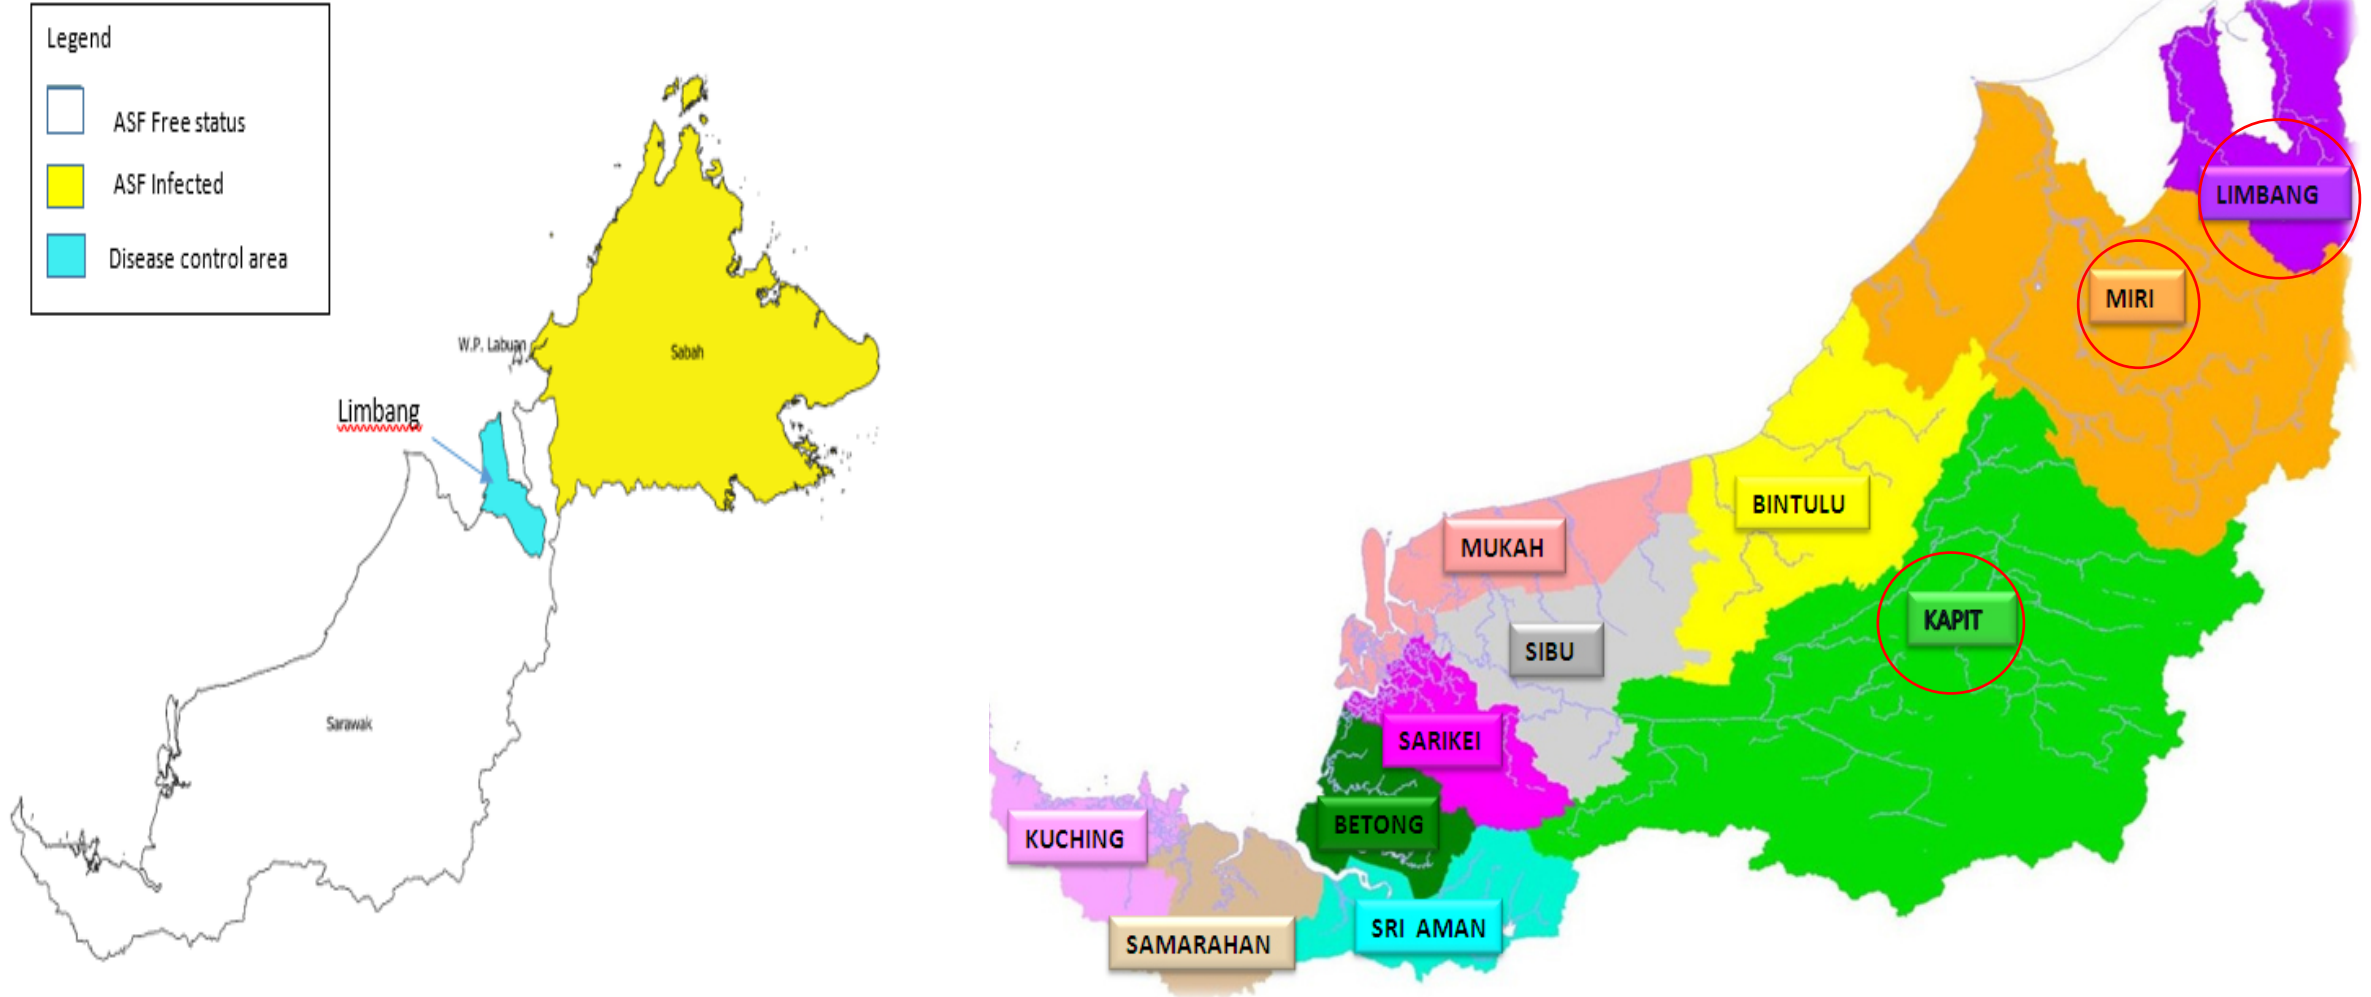 Legend
ASF Free status
ASF Infected
Disease control area
W.P. Labuan
Sabah
Limbang
Sarawak
LIMBANG
MIRI
BINTULU
MUKAH
KAPIT
SIBU
SARIKEI
BETONG
KUCHING
SRI AMAN
SAMARAHAN